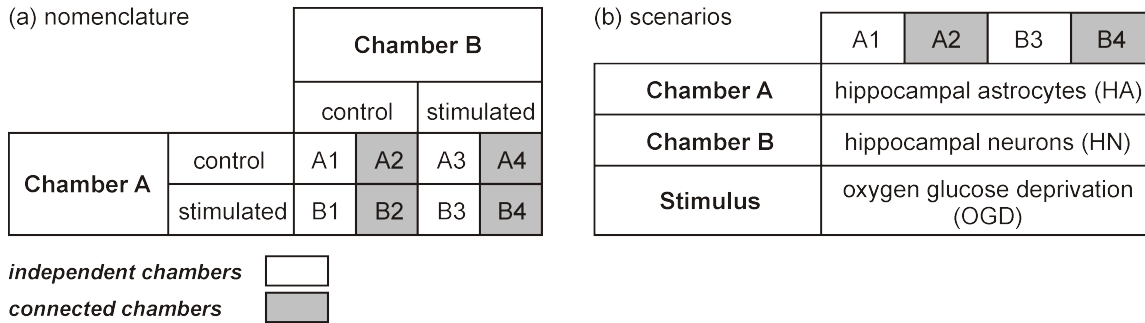 (a) nomenclature
Chamber B
control stimulated
Chamber A
control A1 A2 A3 A4
stimulated B1 B2 B3 B4
independent chambers
connected chambers
(b) scenarios
A1 A2 B3 B4
Chamber A hippocampal astrocytes (HA)
Chamber B hippocampal neurons (HN)
Stimulus
oxygen glucose deprivation
(OGD)